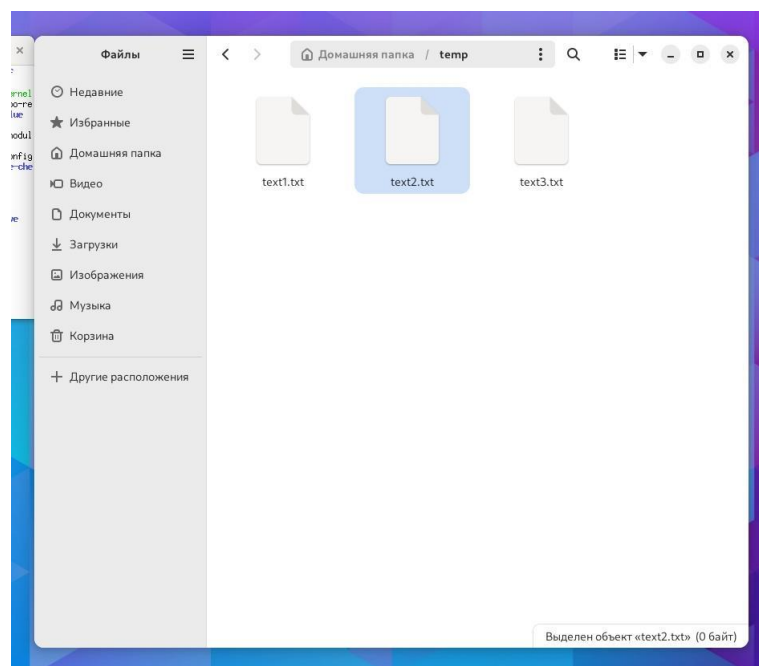 Файлы
Домашняя папка / temp
Недавние
Избранные
Домашняя папка
Видео
Документы
Загрузки
Изображения
Музыка
Корзина
Другие расположения
text1.txt
text2.txt
text3.txt
Выделен объект «text2.txt» (0 байт)